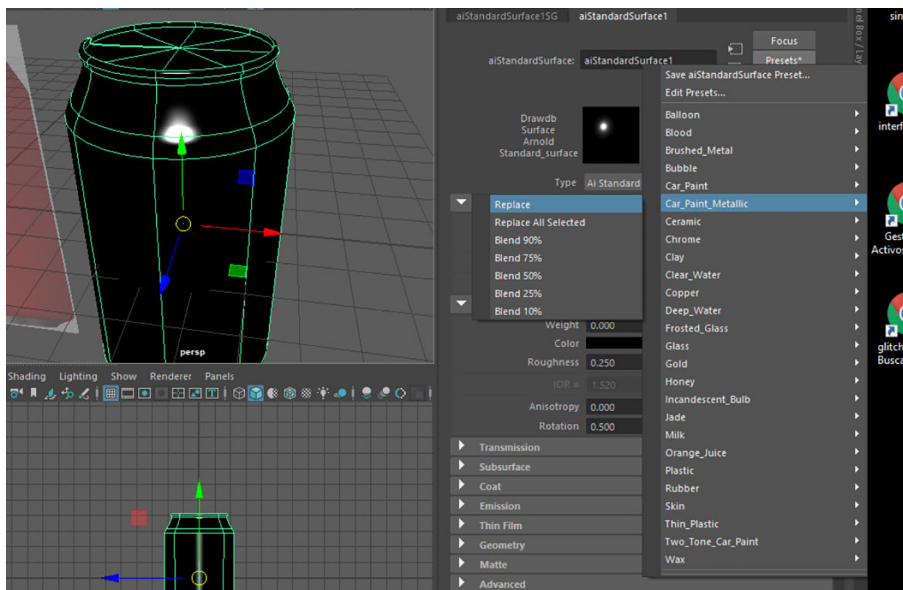 aiStandardSurface1SG
aiStandardSurface1
Focus
aiStandardSurface:
aiStandardSurface1
Presets*
Save aiStandardSurface Preset...
Edit Presets...
Drawdb
Surface
Arnold
Standard_surface
Type
Ai Standard
Replace
Replace All Selected
Blend 90%
Blend 75%
Blend 50%
Blend 25%
Blend 10%
Balloon
Blood
Brushed_Metal
Bubble
Car_Paint
Car_Paint_Metallic
Ceramic
Chrome
Clay
Clear_Water
Copper
Deep_Water
Frosted_Glass
Glass
Gold
Honey
Incandescent_Bulb
Jade
Milk
Orange_Juice
Plastic
Rubber
Skin
Thin_Plastic
Two_Tone_Car_Paint
Wax
Weight 0.000
Color
Roughness 0.250
IOR 1.520
Anisotropy 0.000
Rotation 0.500
Transmission
Subsurface
Coat
Emission
Thin Film
Geometry
Matte
Advanced
persp
Shading Lighting Show Renderer Panels
nel Box / Lay
sin
interf
Gest
Activos
glitch
Busca